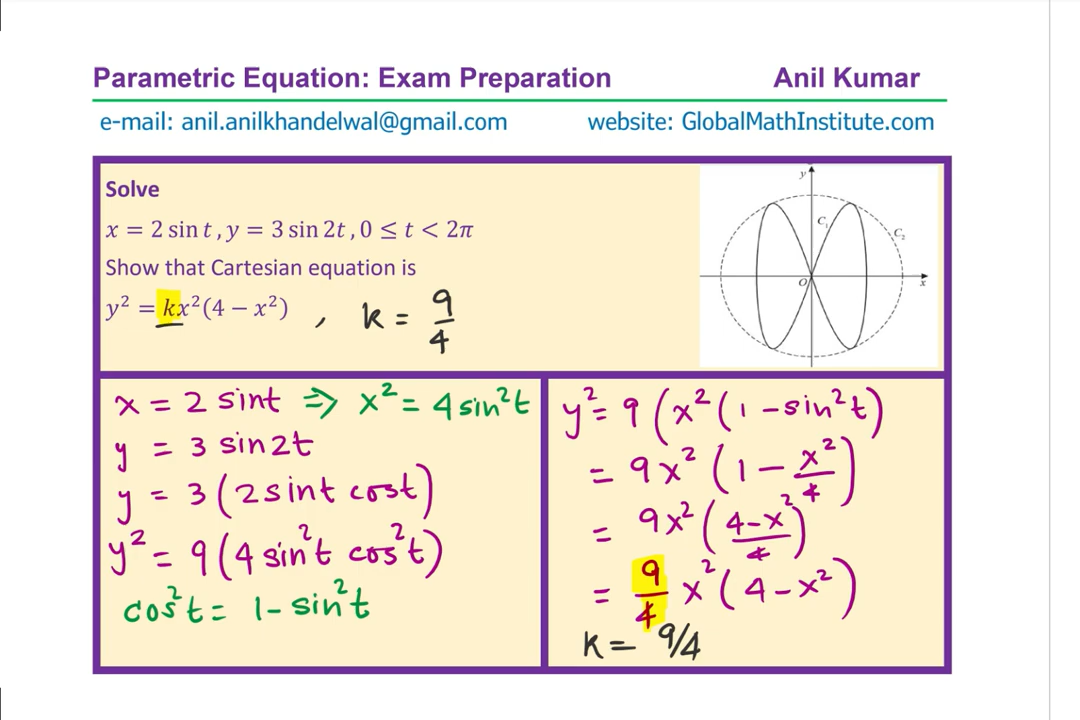 Parametric Equation: Exam Preparation Anil Kumar
e-mail: anil.anilkhandelwal@gmail.com website: GlobalMathInstitute.com
Solve
x = 2 sin t , y = 3 sin 2t , 0 ≤ t < 2π
Show that Cartesian equation is
y² = kx²(4 − x²) , k = 9/4
y
C₁
C₂
O
x
x = 2 sint ⇒ x² = 4 sin²t
y = 3 sin2t
y = 3 (2 sint cost)
y² = 9 (4 sin²t cos²t)
cos²t = 1 - sin²t
y² = 9 (x² (1 - sin²t)
= 9x² (1 - x²/4)
= 9x² (4-x²/4)
= 9/4 x² (4 - x²)
k = 9/4